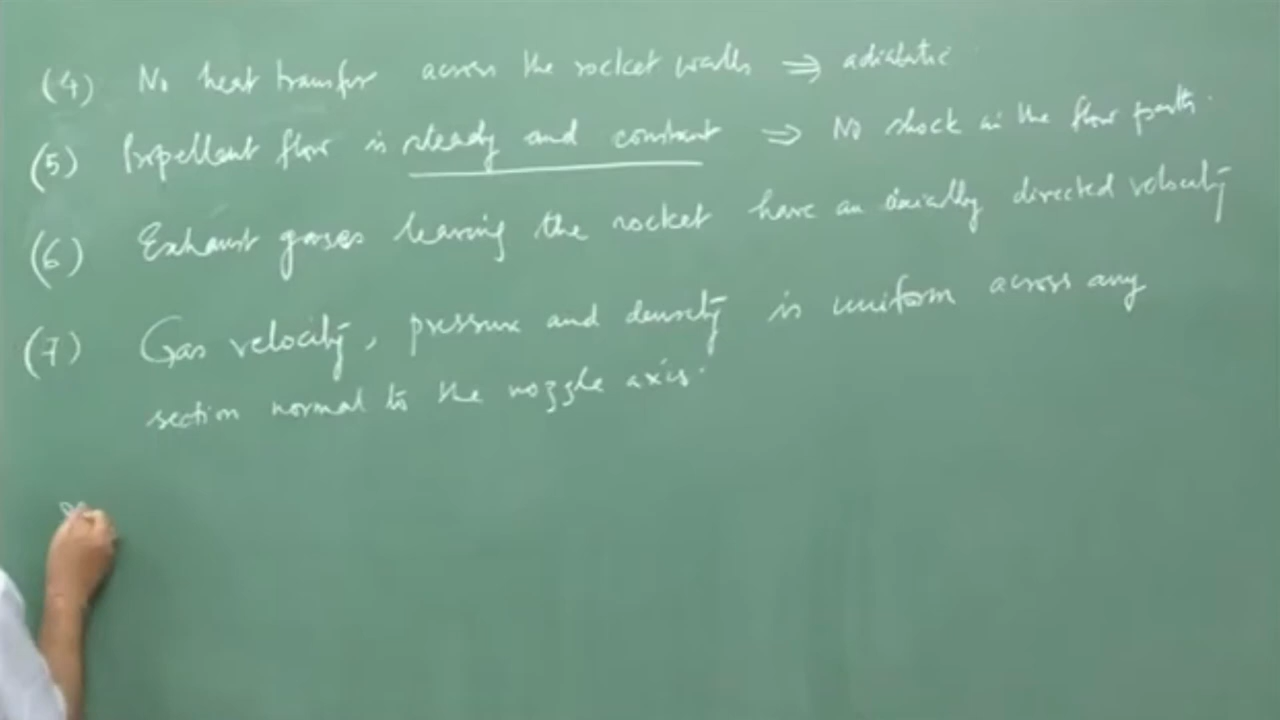 (4) No heat transfer across the rocket walls ⇒ adiabatic
(5) Propellent flow is steady and constant ⇒ No shock in the flow path.
(6) Exhaust gases leaving the rocket have an axially directed velocity
(7) Gas velocity, pressure and density is uniform across any
section normal to the nozzle axis.